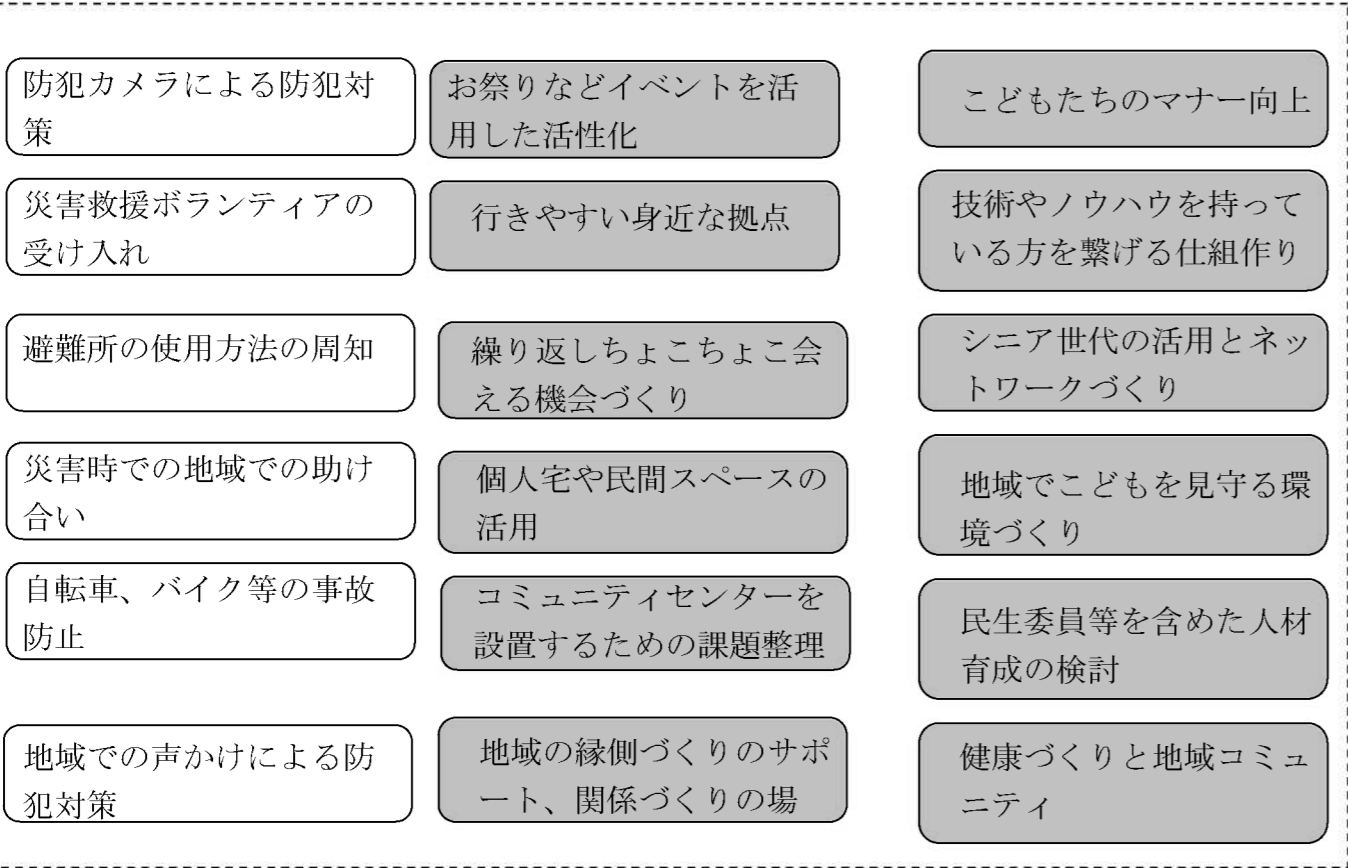 防犯カメラによる防犯対
策
災害救援ボランティアの
受け入れ
避難所の使用方法の周知
災害時での地域での助け
合い
自転車、バイク等の事故
防止
地域での声かけによる防
犯対策
お祭りなどイベントを活
用した活性化
行きやすい身近な拠点
繰り返しちょこちょこ会
える機会づくり
個人宅や民間スペースの
活用
コミュニティセンターを
設置するための課題整理
地域の縁側づくりのサポ
ート、関係づくりの場
こどもたちのマナー向上
技術やノウハウを持って
いる方を繋げる仕組作り
シニア世代の活用とネッ
トワークづくり
地域でこどもを見守る環
境づくり
民生委員等を含めた人材
育成の検討
健康づくりと地域コミュ
ニティ